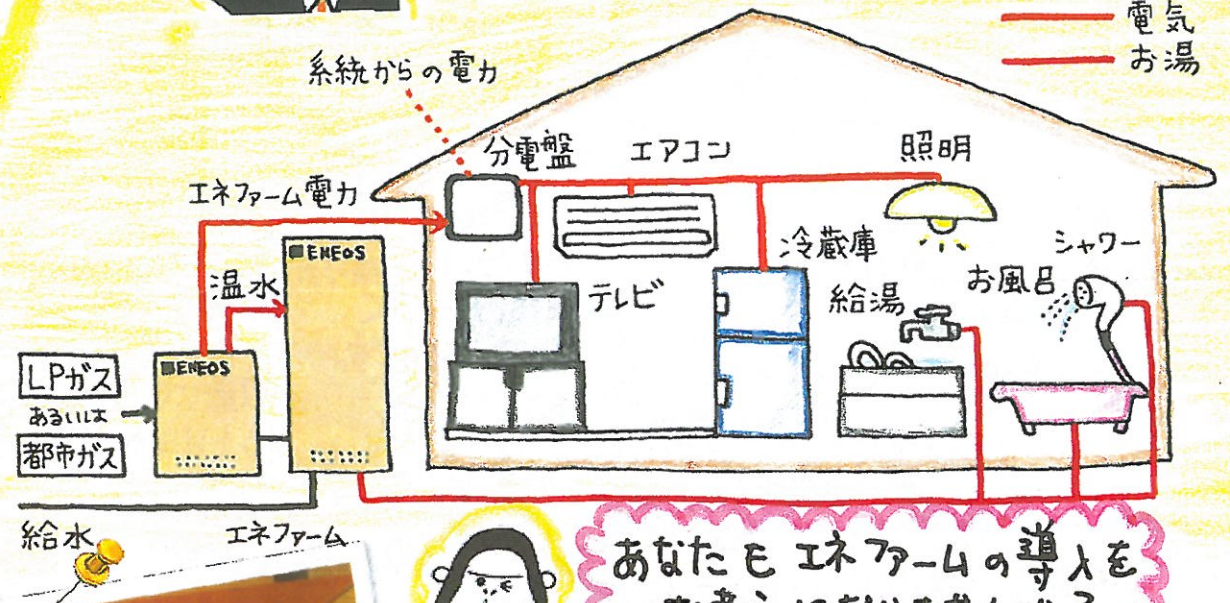 電気
お湯
系統からの電力
分電盤
エアコン
照明
エネファーム電力
ENEOS
温水
冷蔵庫
シャワー
お風呂
テレビ
給湯
LPガス
あるいは
都市ガス
ENEOS
給水
エネファーム
あなたもエネファームの導入を